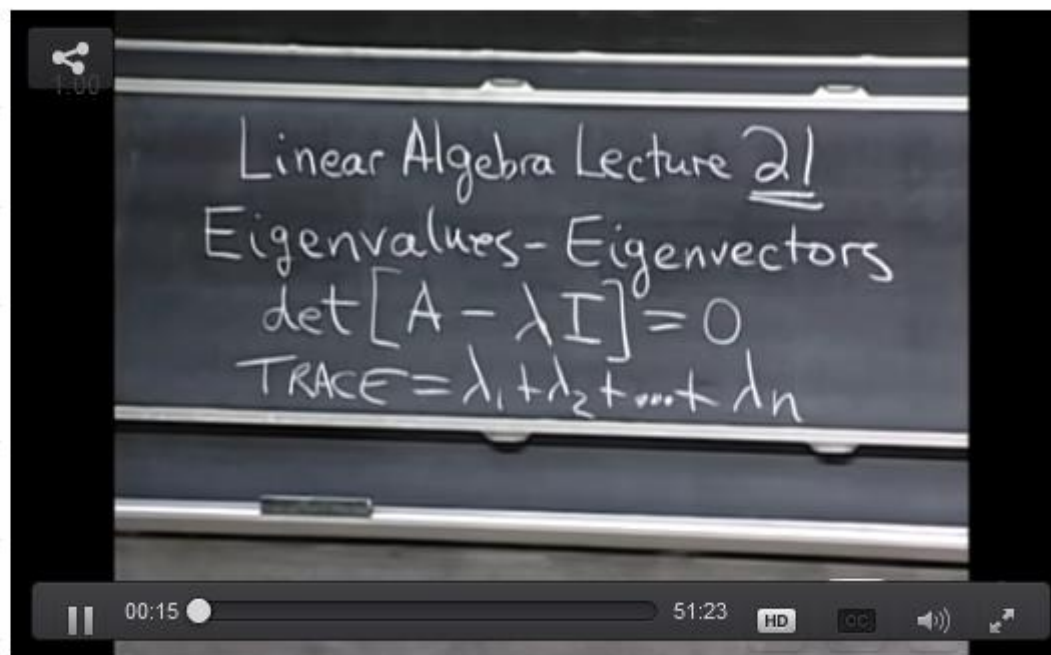 1:00
Linear Algebra Lecture 21
Eigenvalues - Eigenvectors
det[A - λI] = 0
TRACE = λ₁+λ₂+...+λn
00:15
51:23
HD
CC